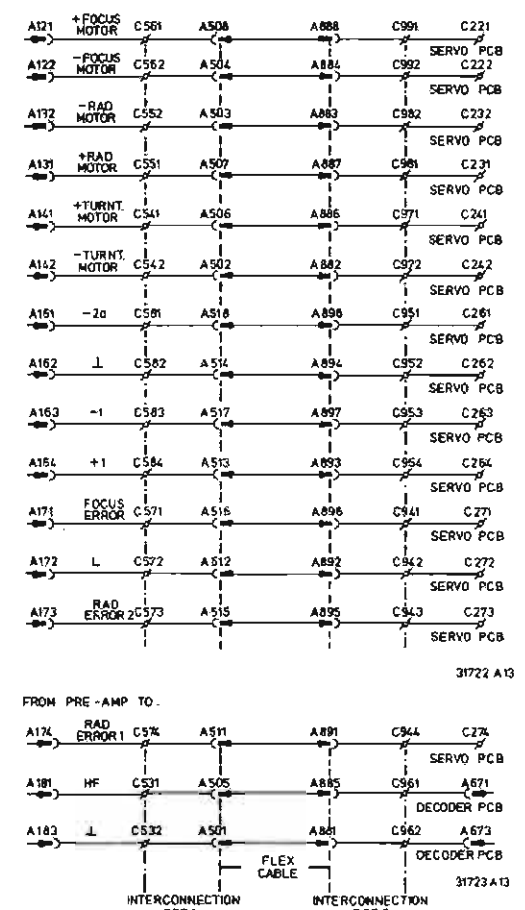 A121 +FOCUS MOTOR C561 A508 A888 C991 C221
SERVO PCB
A122 -FOCUS MOTOR C562 A504 A884 C992 C222
SERVO PCB
A132 -RAD MOTOR C552 A503 A883 C982 C232
SERVO PCB
A131 +RAD MOTOR C551 A507 A887 C981 C231
SERVO PCB
A141 +TURNT. MOTOR C541 A506 A886 C971 C241
SERVO PCB
A142 -TURNT. MOTOR C542 A502 A882 C972 C242
SERVO PCB
A161 -2a C581 A518 A898 C951 C261
SERVO PCB
A162 ⊥ C582 A514 A894 C952 C262
SERVO PCB
A163 -1 C583 A517 A897 C953 C263
SERVO PCB
A164 +1 C584 A513 A893 C954 C264
SERVO PCB
A171 FOCUS ERROR C571 A516 A896 C941 C271
SERVO PCB
A172 C572 A512 A892 C942 C272
SERVO PCB
A173 RAD ERROR 2 C573 A515 A895 C943 C273
SERVO PCB
31722 A13
FROM PRE-AMP TO.
A174 RAD ERROR 1 C574 A511 A891 C944 C274
SERVO PCB
A181 HF C531 A505 A885 C961 A671
DECODER PCB
A183 ⊥ C532 A501 A881 C962 A673
DECODER PCB
FLEX CABLE
31723 A13
INTERCONNECTION INTERCONNECTION